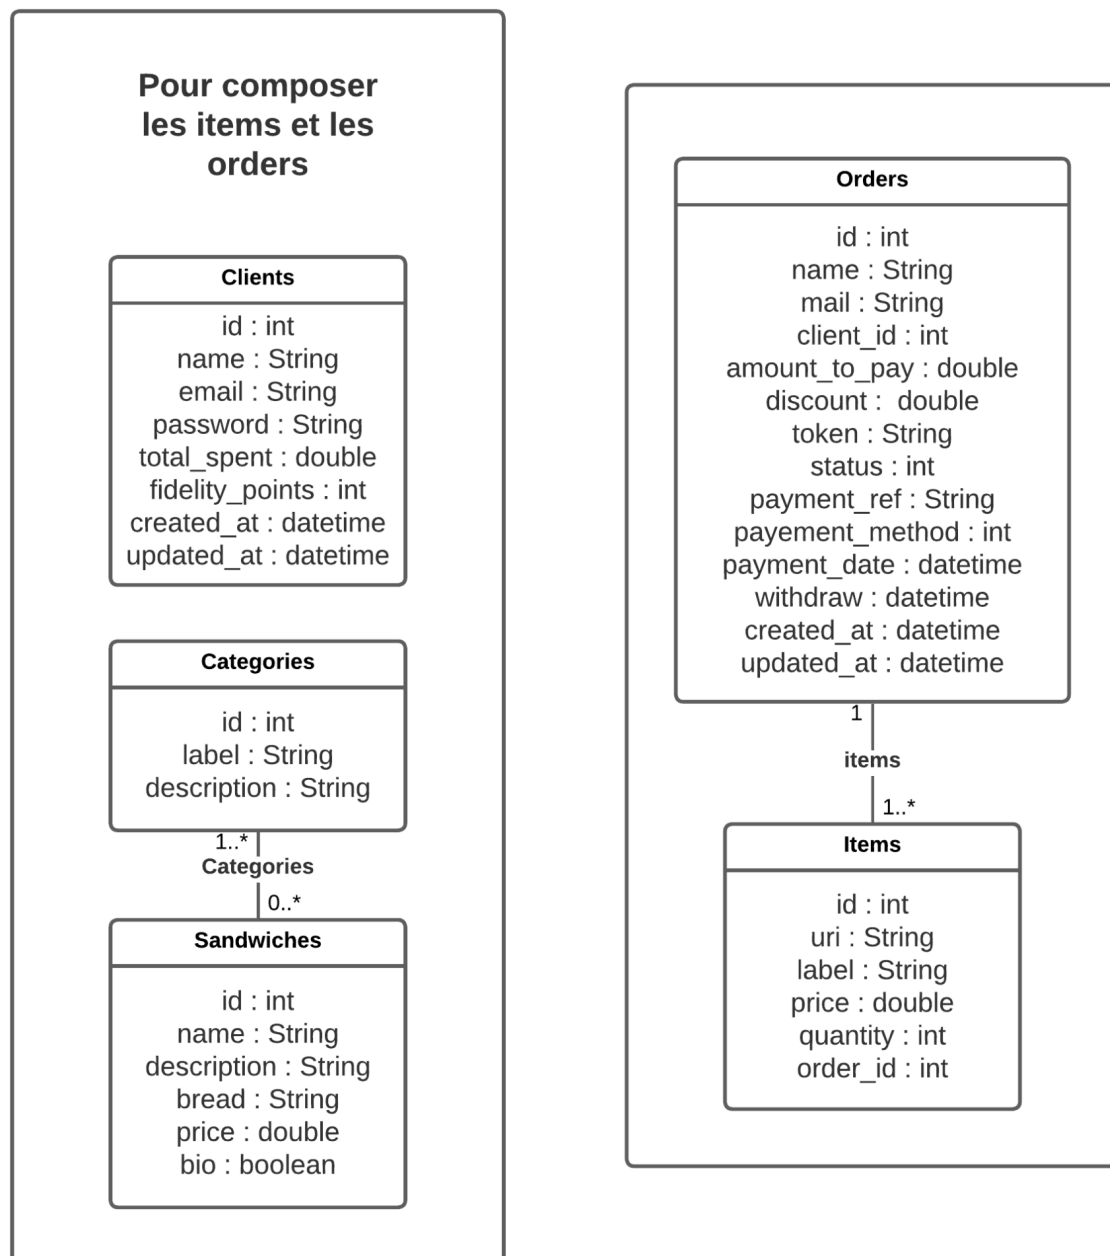 Pour composer
les items et les
orders
Clients
id : int
name : String
email : String
password : String
total_spent : double
fidelity_points : int
created_at : datetime
updated_at : datetime
Categories
id : int
label : String
description : String
1..*
Categories
0..*
Sandwiches
id : int
name : String
description : String
bread : String
price : double
bio : boolean
Orders
id : int
name : String
mail : String
client_id : int
amount_to_pay : double
discount :  double
token : String
status : int
payment_ref : String
payement_method : int
payment_date : datetime
withdraw : datetime
created_at : datetime
updated_at : datetime
1
items
1..*
Items
id : int
uri : String
label : String
price : double
quantity : int
order_id : int